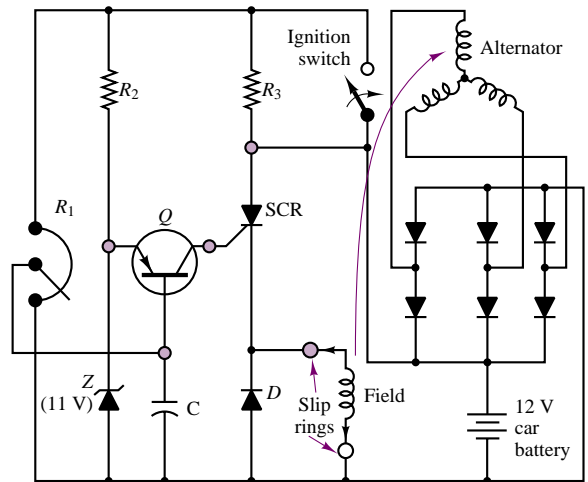 Ignition
switch
Alternator
R2
R3
R1
Q
SCR
Z
(11 V)
C
D
Slip
rings
Field
12 V
car
battery